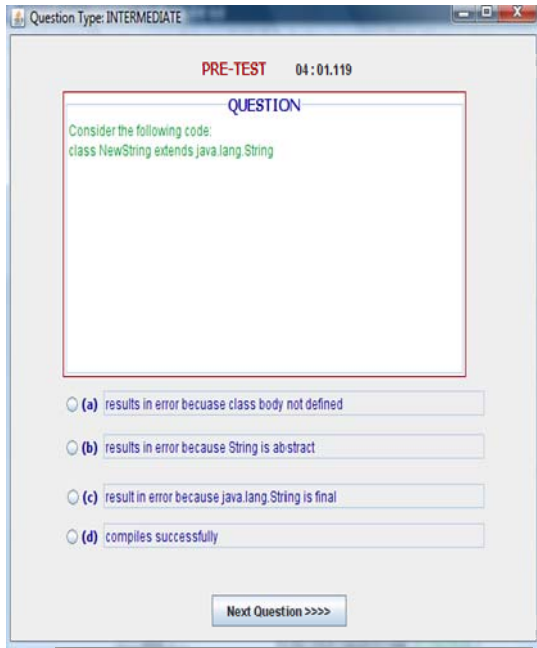 Question Type: INTERMEDIATE
PRE-TEST 04:01.119
QUESTION
Consider the following code:
class NewString extends java.lang.String
(a) results in error becuase class body not defined
(b) results in error because String is abstract
(c) result in error because java.lang.String is final
(d) compiles successfully
Next Question >>>>